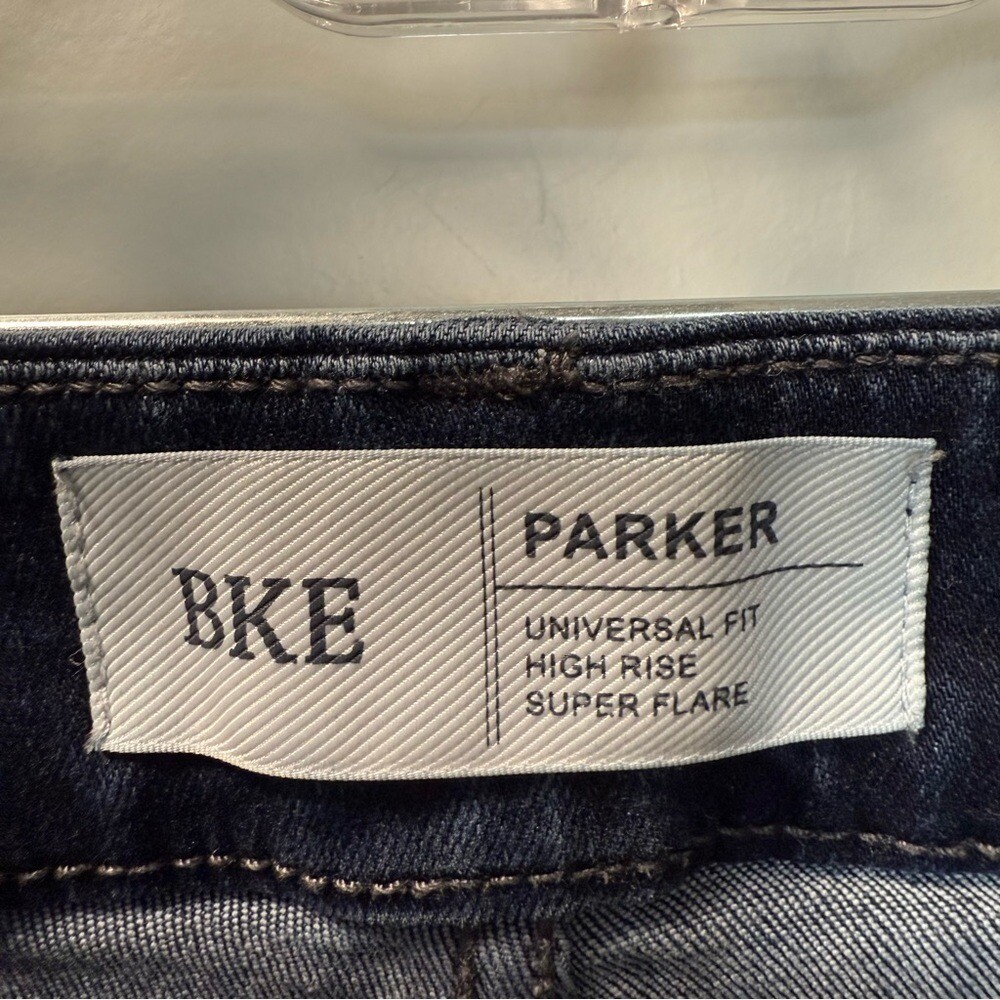 BKE
PARKER
UNIVERSAL FIT
HIGH RISE
SUPER FLARE